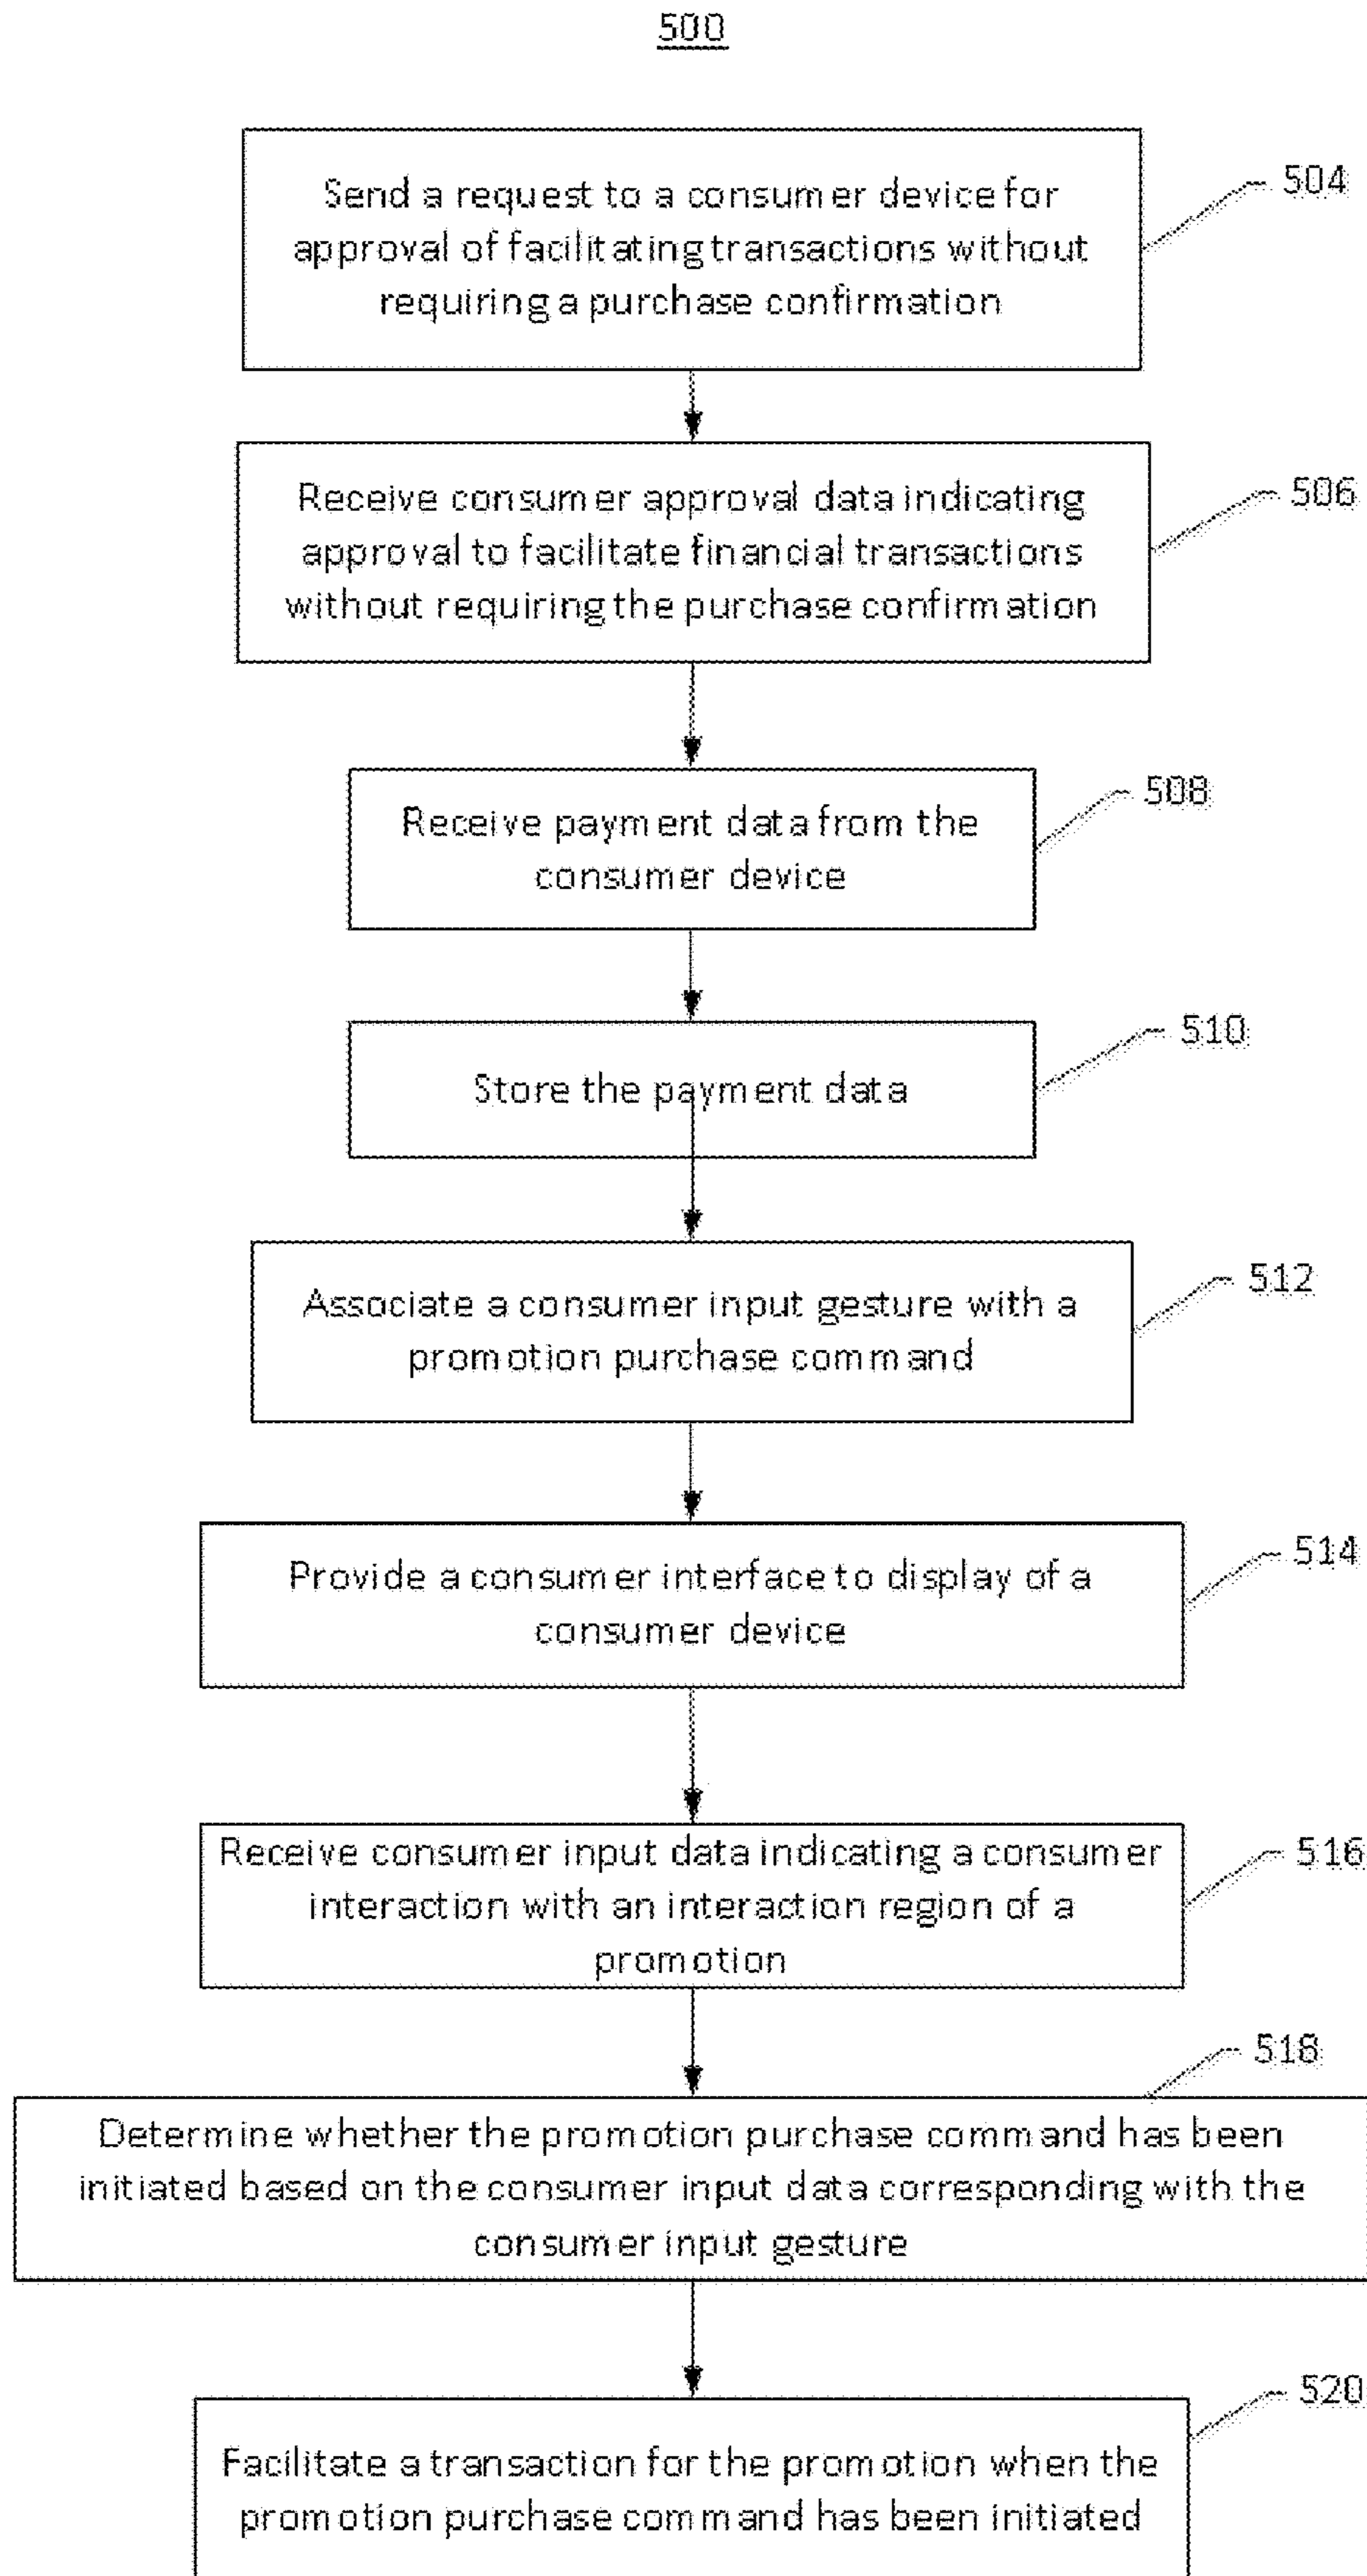 500
Send a request to a consumer device for
approval of facilitating transactions without
requiring a purchase confirmation
504
Receive consumer approval data indicating
approval to facilitate financial transactions
without requiring the purchase confirmation
506
Receive payment data from the
consumer device
508
Store the payment data
510
Associate a consumer input gesture with a
promotion purchase command
512
Provide a consumer interface to display of a
consumer device
514
Receive consumer input data indicating a consumer
interaction with an interaction region of a
promotion
516
Determine whether the promotion purchase command has been
initiated based on the consumer input data corresponding with the
consumer input gesture
518
Facilitate a transaction for the promotion when the
promotion purchase command has been initiated
520